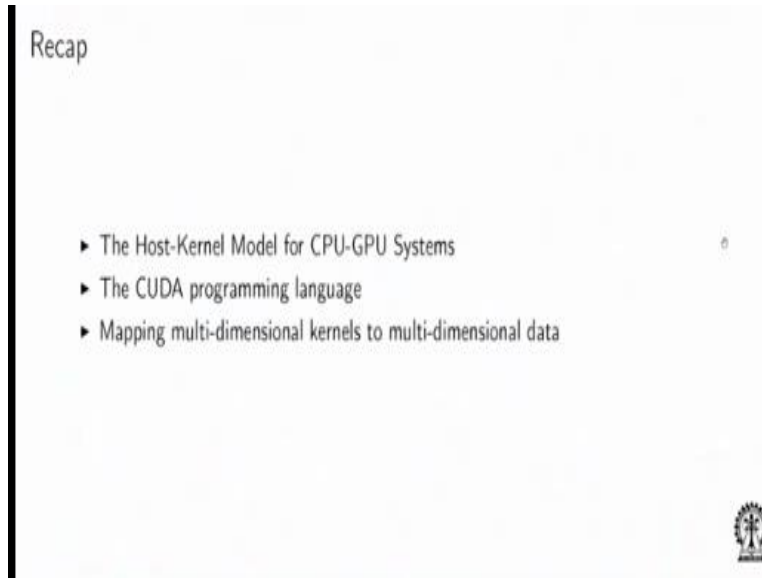 Recap
▶ The Host-Kernel Model for CPU-GPU Systems
▶ The CUDA programming language
▶ Mapping multi-dimensional kernels to multi-dimensional data